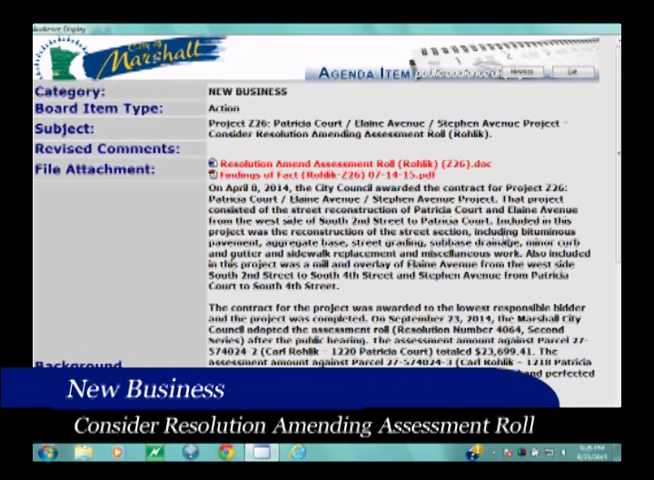 Audience Display
City of
Marshall
AGENDA ITEM
Category:
NEW BUSINESS
Board Item Type:
Action
Subject:
Project Z26: Patricia Court / Elaine Avenue / Stephen Avenue Project -
Consider Resolution Amending Assessment Roll (Rohlik).
Revised Comments:
File Attachment:
Resolution Amend Assessment Roll (Rohlik) (Z26).doc
Findings of Fact (Rohlik-Z26) 07-14-15.pdf
On April 8, 2014, the City Council awarded the contract for Project Z26:
Patricia Court / Elaine Avenue / Stephen Avenue Project. That project
consisted of the street reconstruction of Patricia Court and Elaine Avenue
from the west side of South 2nd Street to Patricia Court. Included in this
project was the reconstruction of the street section, including bituminous
pavement, aggregate base, street grading, subbase drainage, minor curb
and gutter and sidewalk replacement and miscellaneous work. Also included
in this project was a mill and overlay of Elaine Avenue from the west side
South 2nd Street to South 4th Street and Stephen Avenue from Patricia
Court to South 4th Street.
The contract for the project was awarded to the lowest responsible bidder
and the project was completed. On September 23, 2014, the Marshall City
Council adopted the assessment roll (Resolution Number 4064, Second
Series) after the public hearing. The assessment amount against Parcel 27-
574024-2 (Carl Rohlik - 1220 Patricia Court) totaled $23,699.41. The
assessment amount against Parcel 27-574024-3 (Carl Rohlik - 1218 Patricia
Background
and perfected
New Business
Consider Resolution Amending Assessment Roll